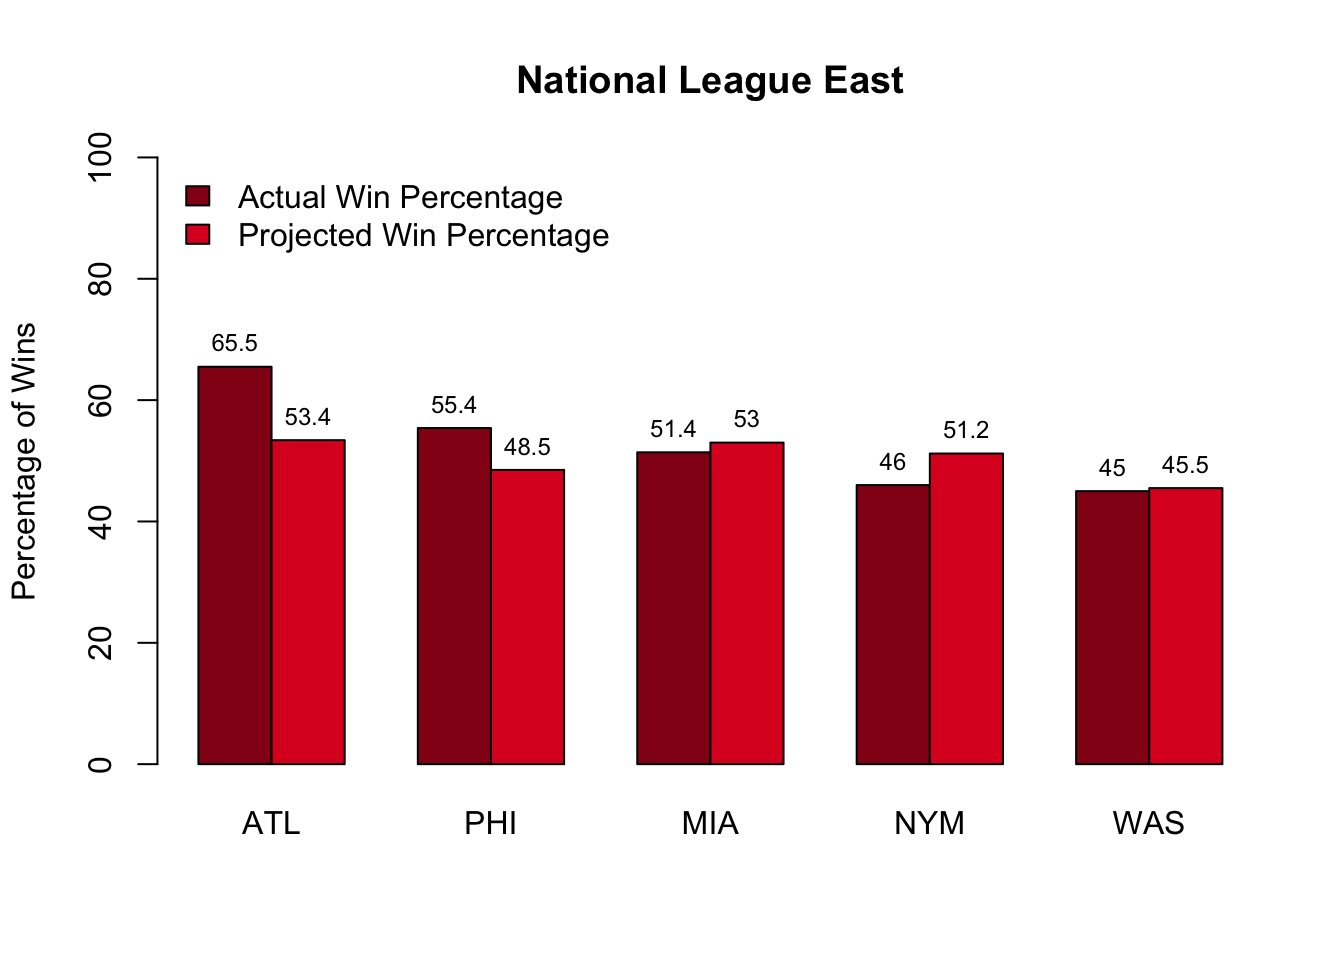 National League East
Actual Win Percentage
Projected Win Percentage
Percentage of Wins
100
80
60
40
20
0
65.5
53.4
55.4
48.5
51.4
53
46
51.2
45
45.5
ATL
PHI
MIA
NYM
WAS